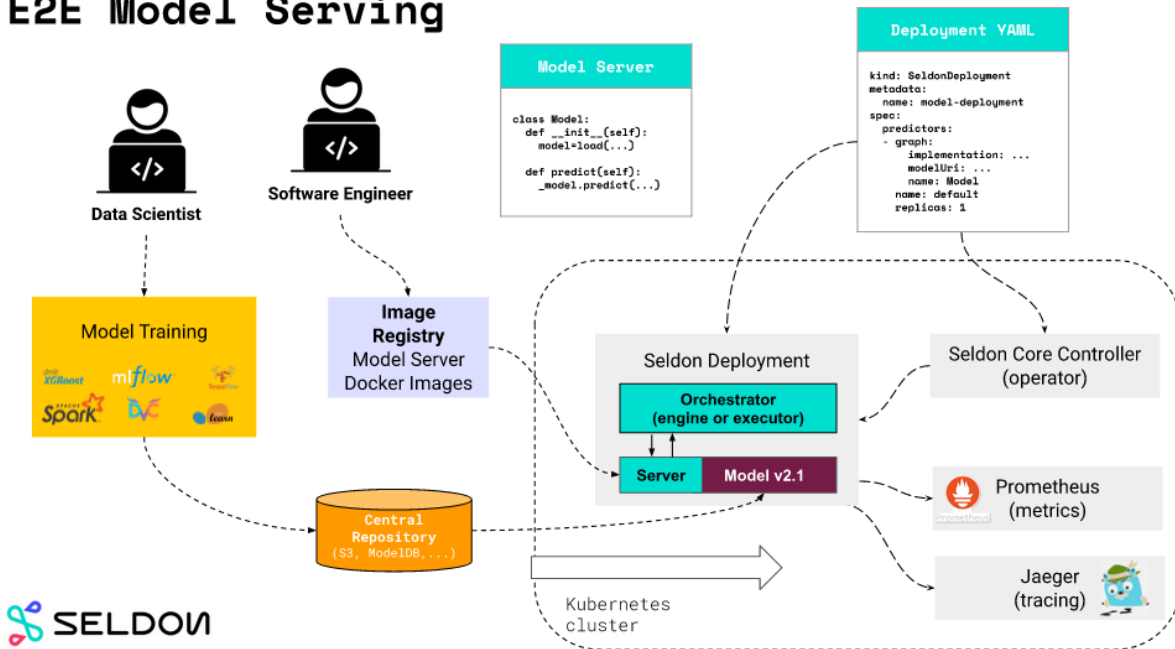 E2E Model Serving
Data Scientist
Software Engineer
Model Server
class Model:
  def __init__(self):
    model=load(...)
  def predict(self):
    _model.predict(...)
Deployment YAML
kind: SeldonDeployment
metadata:
  name: model-deployment
spec:
  predictors:
  - graph:
      implementation: ...
      modelUri: ...
      name: Model
    name: default
    replicas: 1
Model Training
dmlc
XGBoost
mlflow
TensorFlow
APACHE
Spark
DVC
learn
Image
Registry
Model Server
Docker Images
Central
Repository
(S3, ModelDB,...)
Seldon Deployment
Orchestrator
(engine or executor)
Server
Model v2.1
Seldon Core Controller
(operator)
Prometheus
(metrics)
Prometheus
Jaeger
(tracing)
Kubernetes
cluster
SELDON